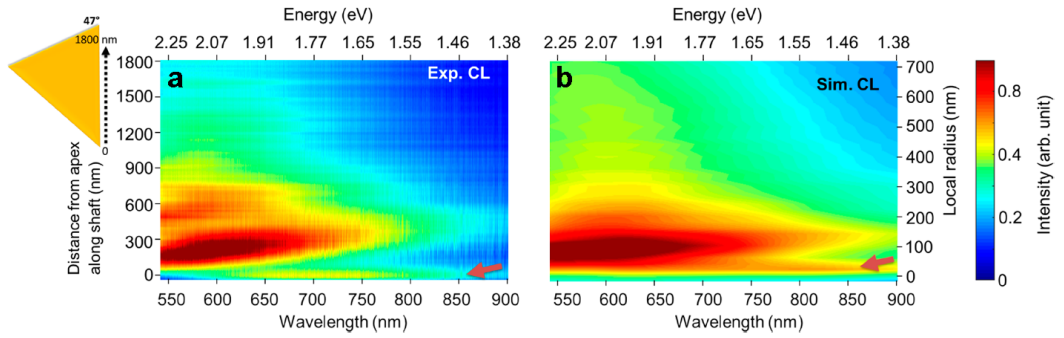 47°
1800 nm
0
Energy (eV)
2.25 2.07 1.91 1.77 1.65 1.55 1.46 1.38
a
Exp. CL
1800
1500
1200
900
600
300
0
Distance from apex
along shaft (nm)
550 600 650 700 750 800 850 900
Wavelength (nm)
Energy (eV)
2.25 2.07 1.91 1.77 1.65 1.55 1.46 1.38
b
Sim. CL
700
600
500
400
300
200
100
0
Local radius (nm)
550 600 650 700 750 800 850 900
Wavelength (nm)
0.8
0.4
0.2
0
Intensity (arb. unit)